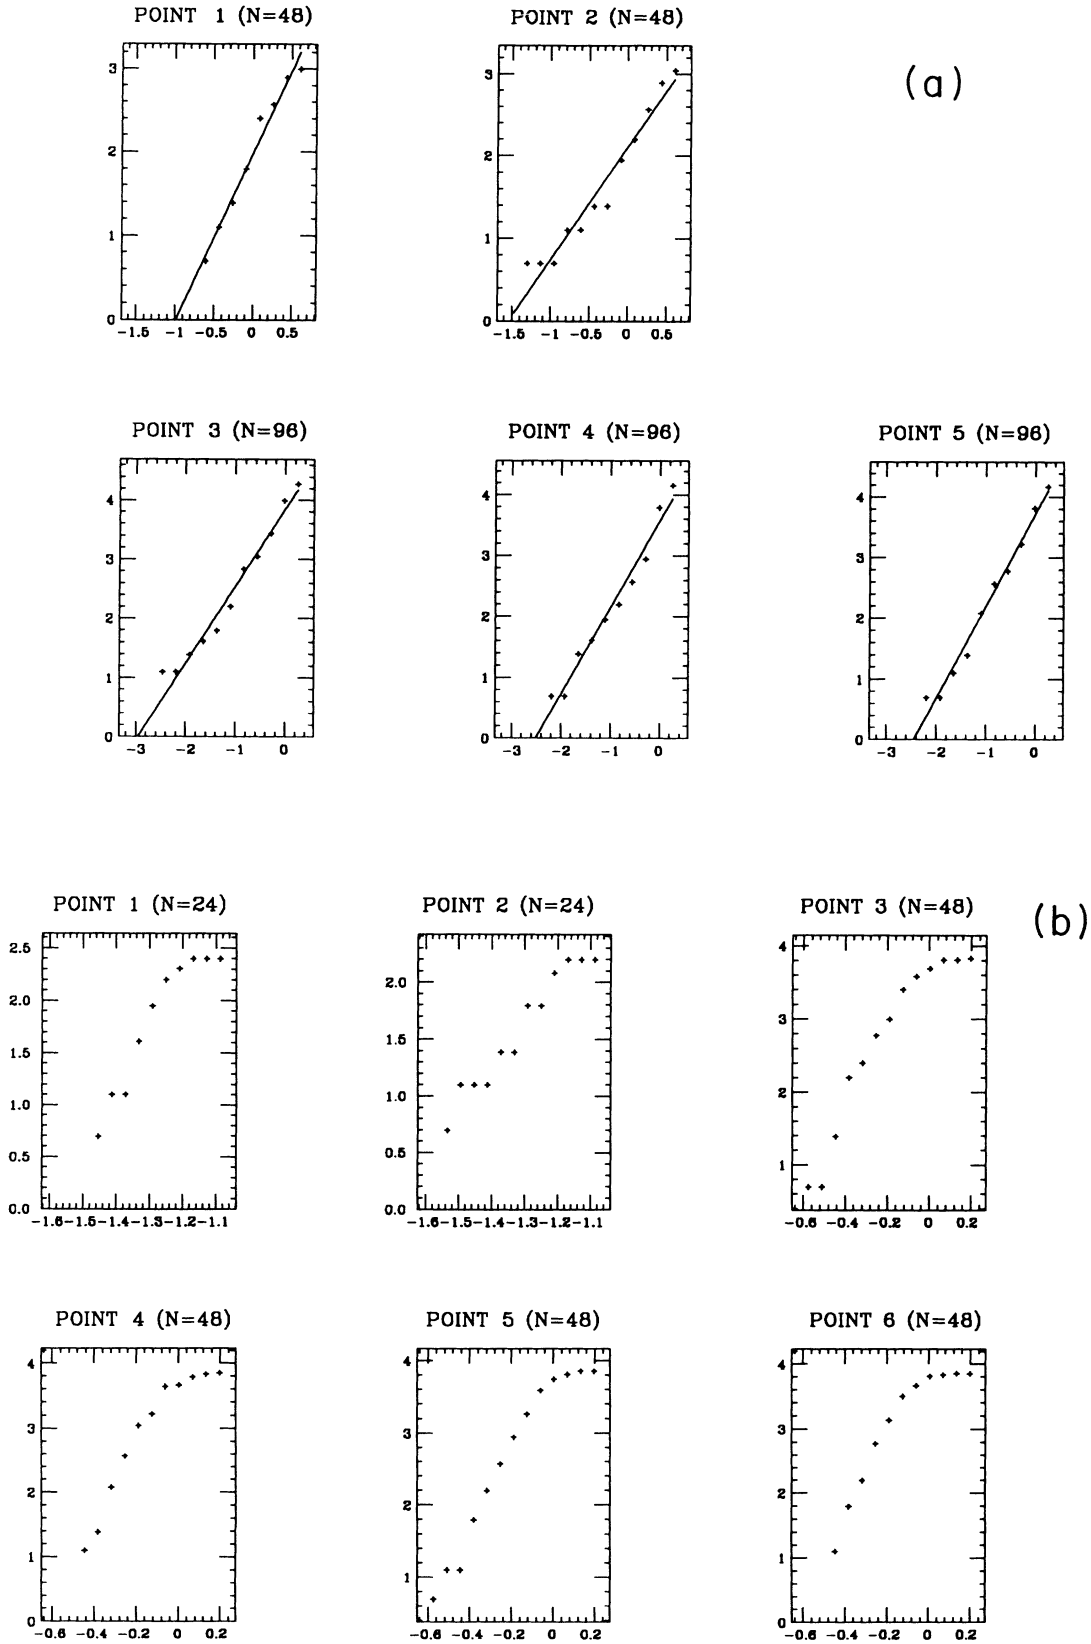 POINT 1 (N=48)
POINT 2 (N=48)
(a)
3
2
1
0
-1.5 -1 -0.5 0 0.5
3
2
1
0
-1.5 -1 -0.5 0 0.5
POINT 3 (N=96)
POINT 4 (N=96)
POINT 5 (N=96)
4
3
2
1
0
-3 -2 -1 0
4
3
2
1
0
-3 -2 -1 0
4
3
2
1
0
-3 -2 -1 0
POINT 1 (N=24)
POINT 2 (N=24)
POINT 3 (N=48)
(b)
2.5
2.0
1.5
1.0
0.5
0.0
-1.6-1.5-1.4-1.3-1.2-1.1
2.0
1.5
1.0
0.5
0.0
-1.6-1.5-1.4-1.3-1.2-1.1
4
3
2
1
-0.6 -0.4 -0.2 0 0.2
POINT 4 (N=48)
POINT 5 (N=48)
POINT 6 (N=48)
4
3
2
1
0
-0.6 -0.4 -0.2 0 0.2
4
3
2
1
-0.6 -0.4 -0.2 0 0.2
4
3
2
1
0
-0.6 -0.4 -0.2 0 0.2